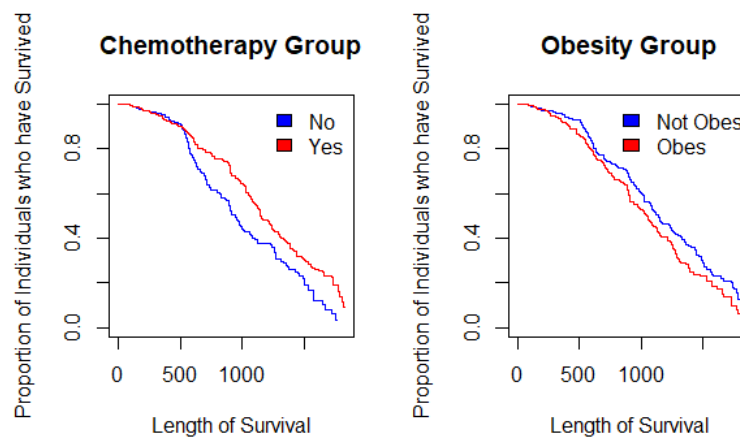 Chemotherapy Group
Proportion of Individuals who have Survived
0.8
0.4
0.0
No
Yes
0
500
1000
Length of Survival
Obesity Group
Proportion of Individuals who have Survived
0.8
0.4
0.0
Not Obes
Obes
0
500
1000
Length of Survival